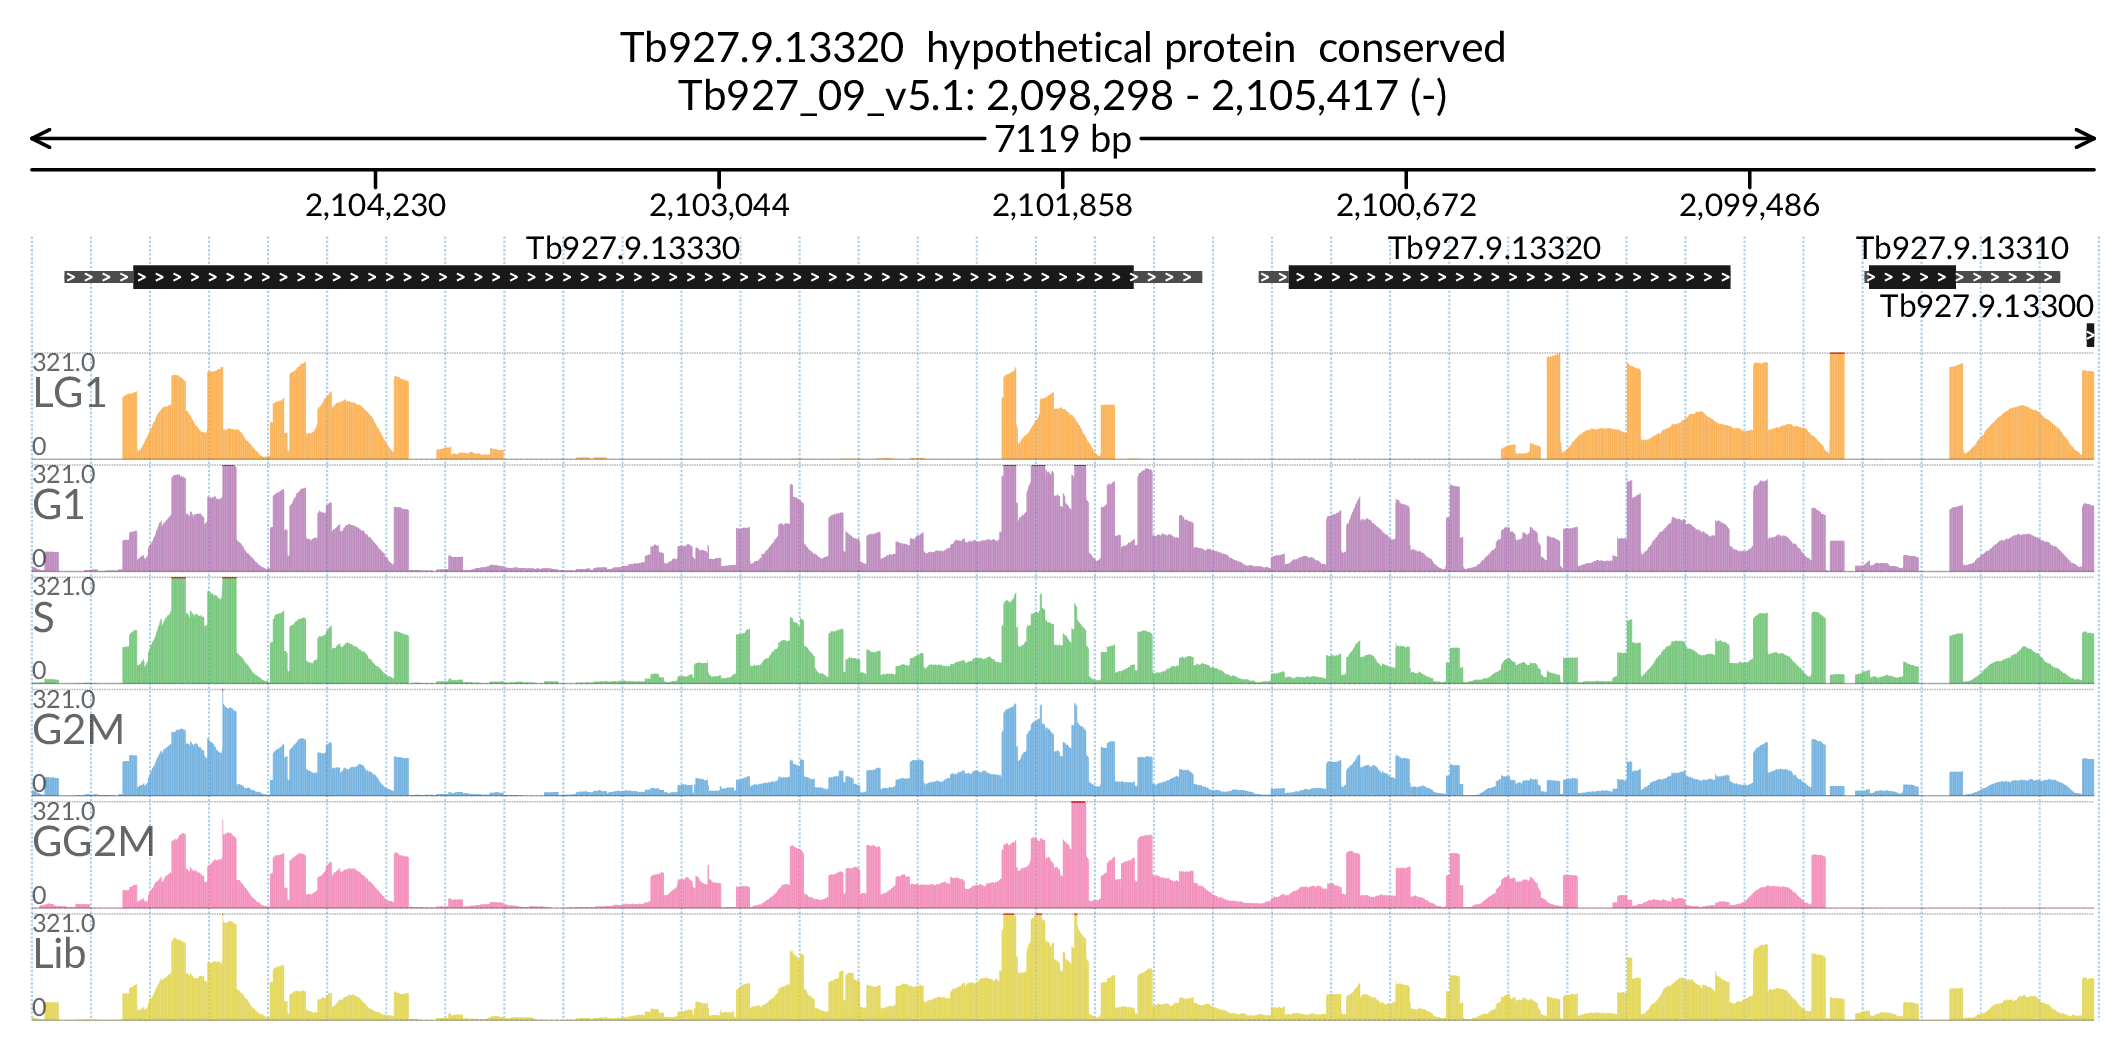 Tb927.9.13320  hypothetical protein  conserved
Tb927_09_v5.1: 2,098,298 - 2,105,417 (-)
7119 bp
2,104,230 2,103,044 2,101,858 2,100,672 2,099,486
Tb927.9.13330 Tb927.9.13320 Tb927.9.13310
Tb927.9.13300
321.0
LG1
0
321.0
G1
0
321.0
S
0
321.0
G2M
0
321.0
GG2M
0
321.0
Lib
0